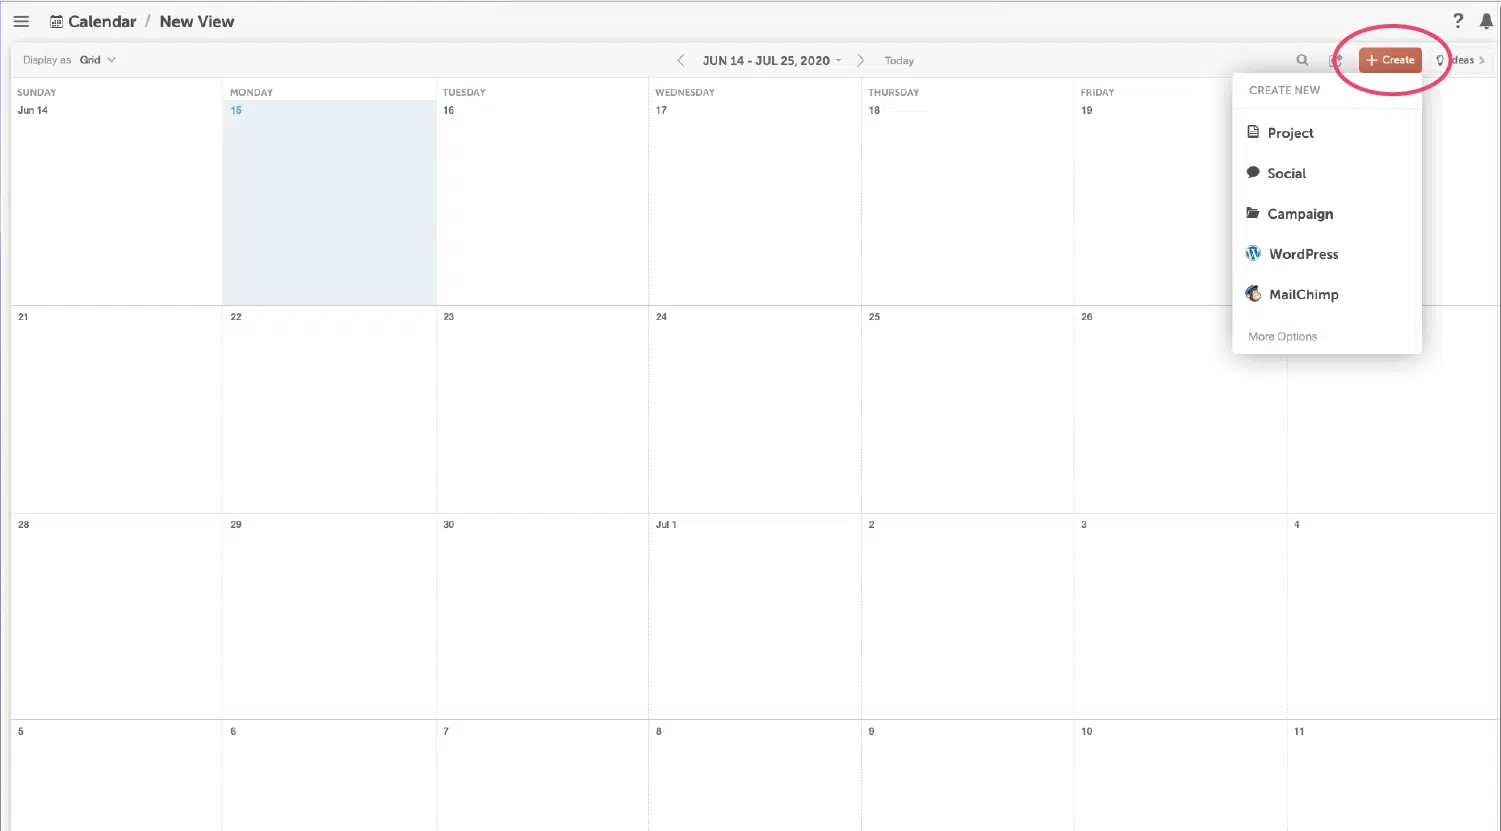 Calendar / New View ?
Display as Grid JUN 14 - JUL 25, 2020 Today + Create deas
SUNDAY MONDAY TUESDAY WEDNESDAY THURSDAY FRIDAY
Jun 14 15 16 17 18 19
CREATE NEW
Project
Social
Campaign
WordPress
MailChimp
More Options
21 22 23 24 25 26
28 29 30 Jul 1 2 3 4
5 6 7 8 9 10 11